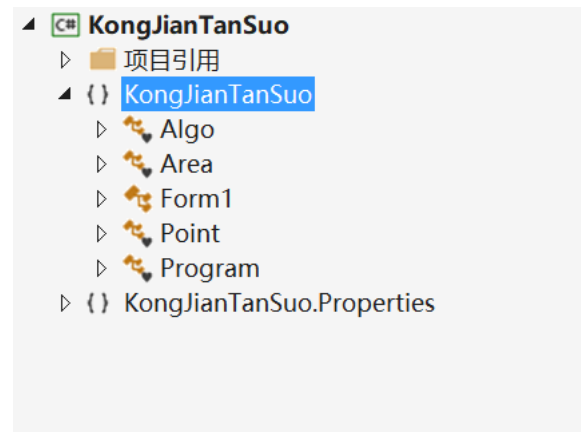 C# KongJianTanSuo
项目引用
{ } KongJianTanSuo
Algo
Area
Form1
Point
Program
{ } KongJianTanSuo.Properties